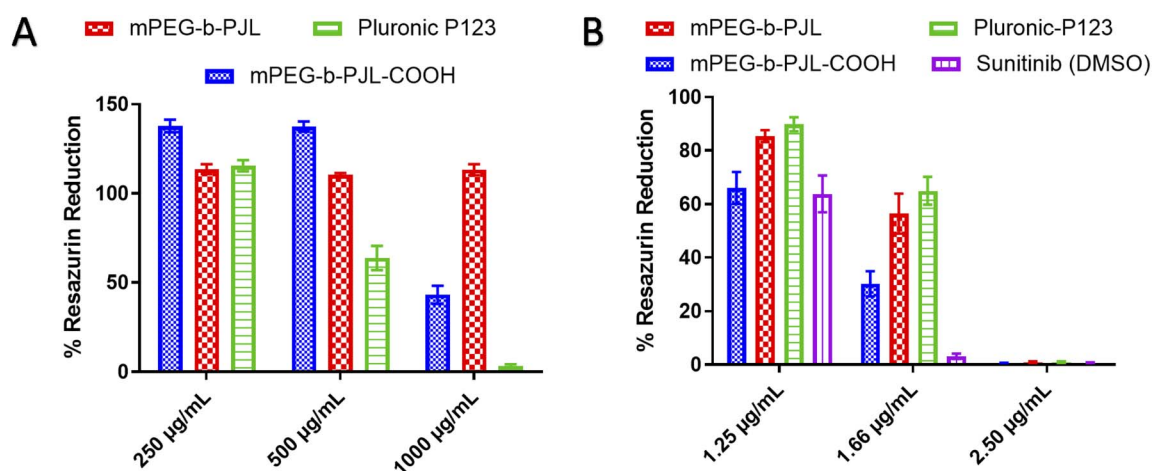 A
mPEG-b-PJL
Pluronic P123
mPEG-b-PJL-COOH
% Resazurin Reduction
150
100
50
0
250 µg/mL
500 µg/mL
1000 µg/mL
B
mPEG-b-PJL
Pluronic-P123
mPEG-b-PJL-COOH
Sunitinib (DMSO)
% Resazurin Reduction
100
80
60
40
20
0
1.25 µg/mL
1.66 µg/mL
2.50 µg/mL